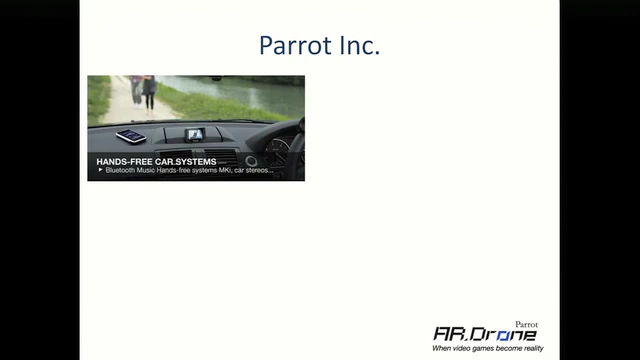 Parrot Inc.
HANDS-FREE CAR SYSTEMS
Bluetooth Music Hands-free systems MKi, car stereos...
Parrot
AR.Drone
When video games become reality